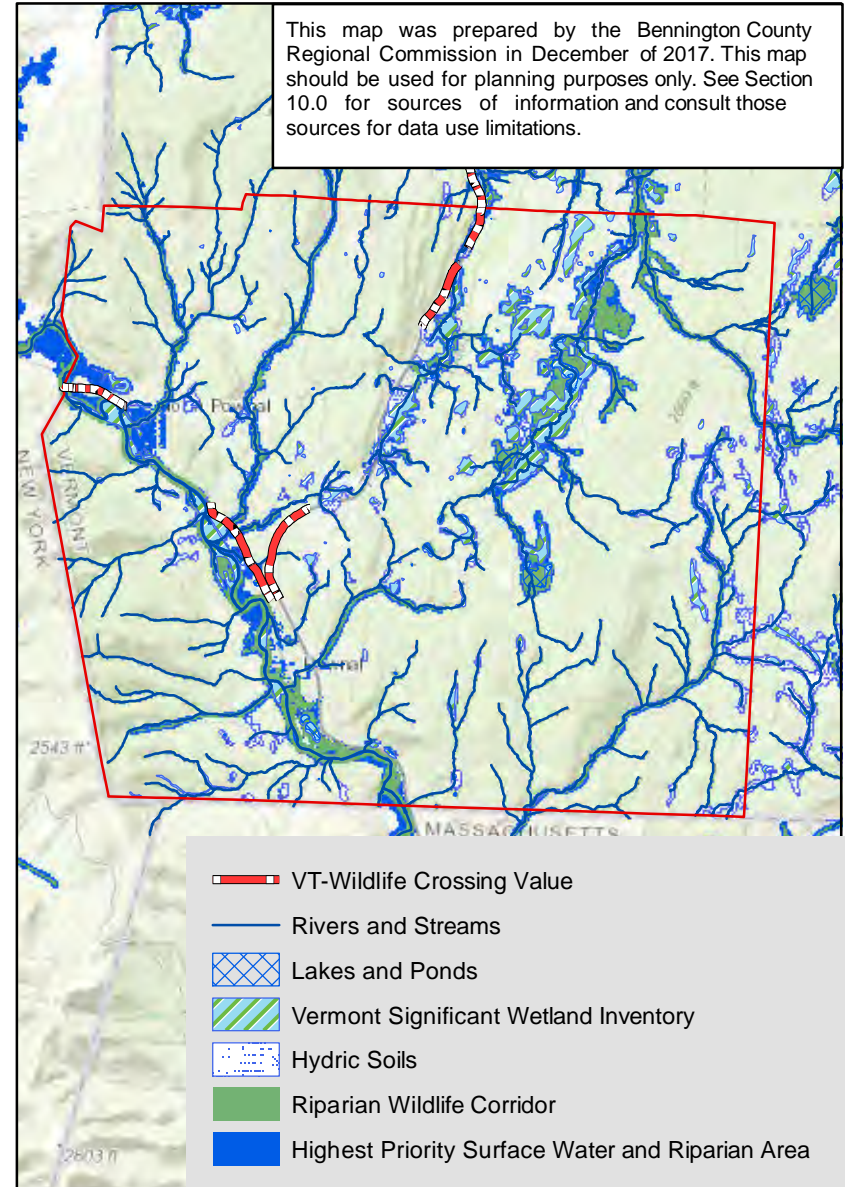 This map was prepared by the Bennington County
Regional Commission in December of 2017. This map
should be used for planning purposes only. See Section
10.0 for sources of information and consult those
sources for data use limitations.
2660 ft
Pownal
VERMONT
NEW YORK
2543 ft
MASSACHUSETTS
VT-Wildlife Crossing Value
Rivers and Streams
Lakes and Ponds
Vermont Significant Wetland Inventory
Hydric Soils
Riparian Wildlife Corridor
Highest Priority Surface Water and Riparian Area
2603 ft